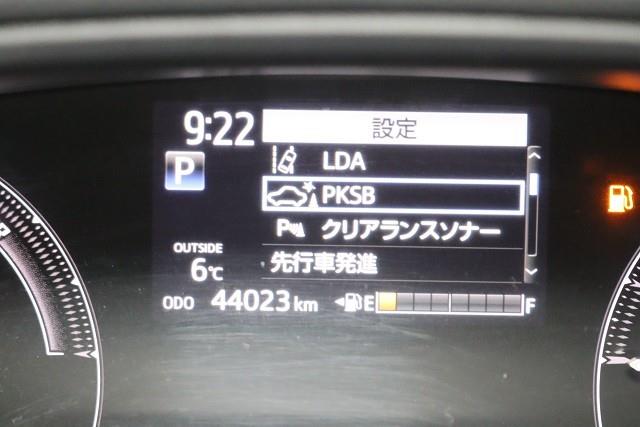 9:22
設定
LDA
P
PKSB
P クリアランスソナー
OUTSIDE
6℃
先行車発進
ODO 44023 km
E F